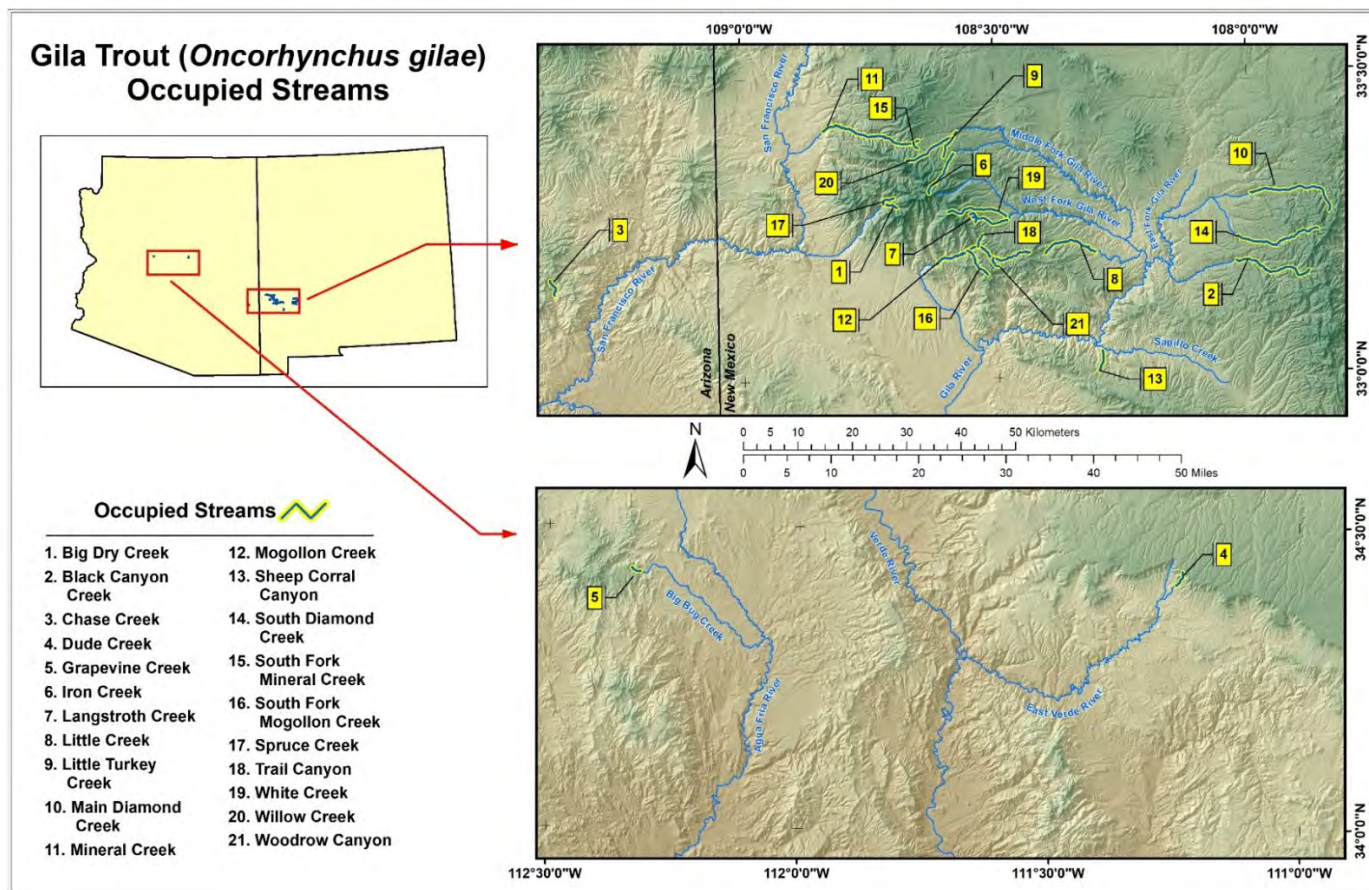 Gila Trout (Oncorhynchus gilae)
Occupied Streams
Occupied Streams
1. Big Dry Creek
2. Black Canyon
Creek
3. Chase Creek
4. Dude Creek
5. Grapevine Creek
6. Iron Creek
7. Langstroth Creek
8. Little Creek
9. Little Turkey
Creek
10. Main Diamond
Creek
11. Mineral Creek
12. Mogollon Creek
13. Sheep Corral
Canyon
14. South Diamond
Creek
15. South Fork
Mineral Creek
16. South Fork
Mogollon Creek
17. Spruce Creek
18. Trail Canyon
19. White Creek
20. Willow Creek
21. Woodrow Canyon
109°0'0"W
108°30'0"W
108°0'0"W
33°30'0"N
33°0'0"N
San Francisco River
11
15
9
20
6
Middle Fork Gila River
19
West Fork Gila River
East Fork Gila River
10
3
17
18
14
7
1
8
2
San Francisco River
12
16
21
Sapillo Creek
Gila River
13
Arizona
New Mexico
N
0 5 10 20 30 40 50 Kilometers
0 5 10 20 30 40 50 Miles
5
Big Bug Creek
Agua Fria River
Verde River
East Verde River
4
34°30'0"N
34°0'0"N
112°30'0"W
112°0'0"W
111°30'0"W
111°0'0"W